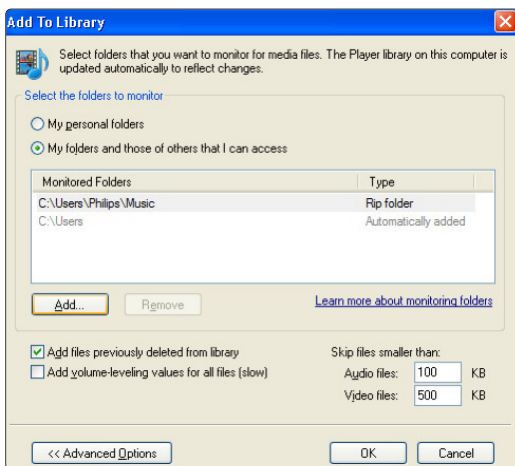 Add To Library
Select folders that you want to monitor for media files. The Player library on this computer is
updated automatically to reflect changes.
Select the folders to monitor
My personal folders
My folders and those of others that I can access
Monitored Folders Type
C:\Users\Philips\Music Rip folder
C:\Users Automatically added
Add... Remove Learn more about monitoring folders
Add files previously deleted from library
Add volume-leveling values for all files (slow)
Skip files smaller than:
Audio files: 100 KB
Video files: 500 KB
<< Advanced Options OK Cancel